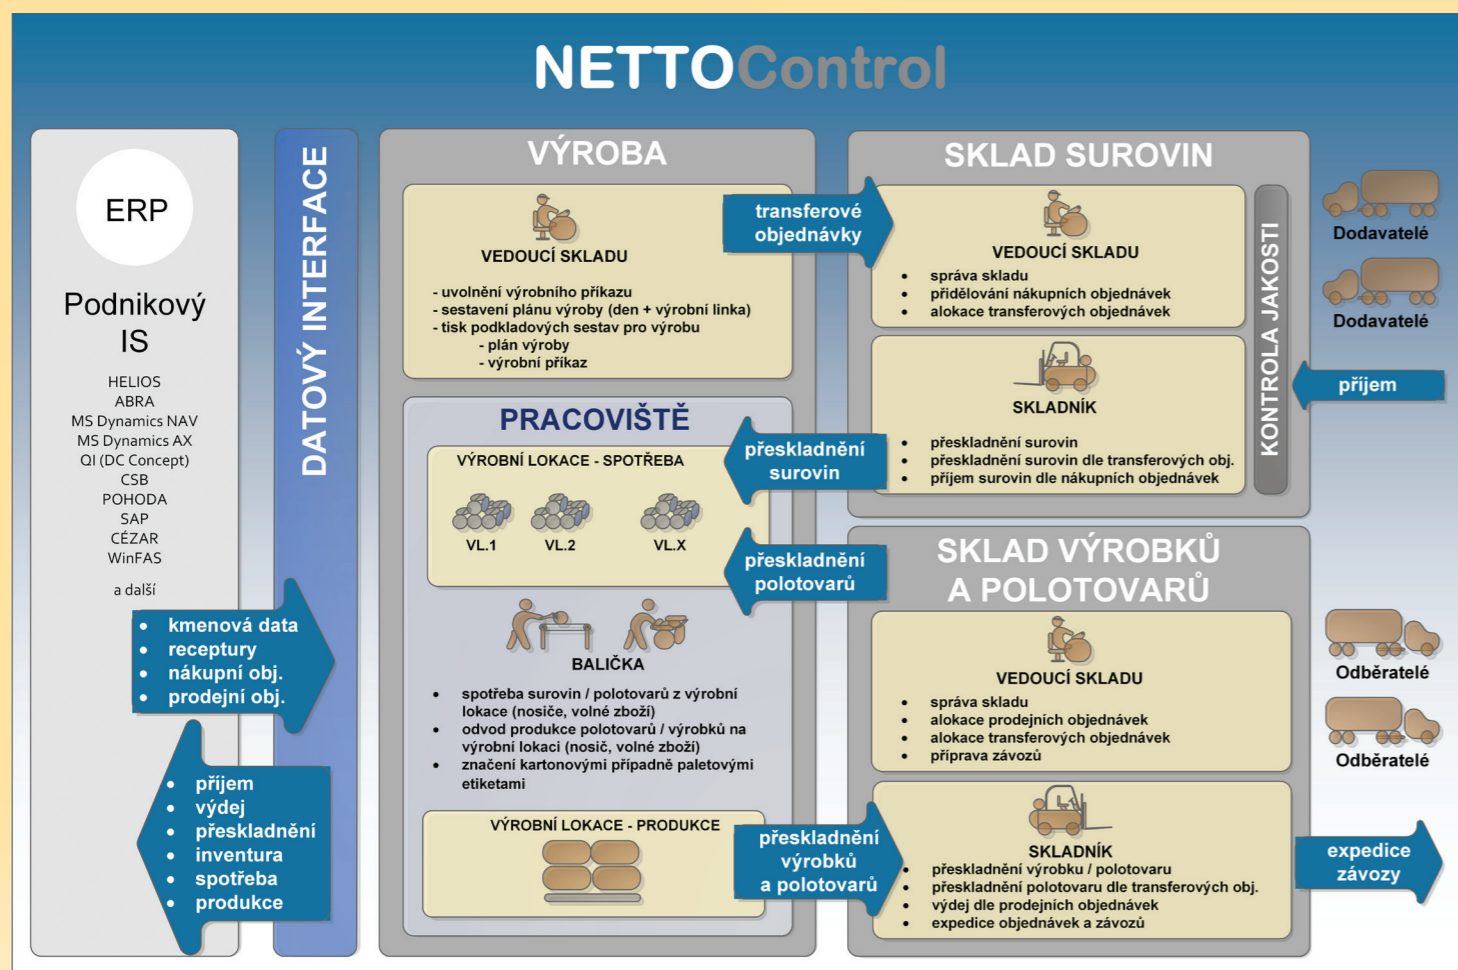 NETTOControl
ERP
Podnikový
IS
HELIOS
ABRA
MS Dynamics NAV
MS Dynamics AX
QI (DC Concept)
CSB
POHODA
SAP
CÉZAR
WinFAS
a další
• kmenová data
• receptury
• nákupní obj.
• prodejní obj.
• příjem
• výdej
• přeskladnění
• inventura
• spotřeba
• produkce
DATOVÝ INTERFACE
VÝROBA
VEDOUCÍ SKLADU
- uvolnění výrobního příkazu
- sestavení plánu výroby (den + výrobní linka)
- tisk podkladových sestav pro výrobu
- plán výroby
- výrobní příkaz
PRACOVIŠTĚ
VÝROBNÍ LOKACE - SPOTŘEBA
VL.1
VL.2
VL.X
BALIČKA
• spotřeba surovin / polotovarů z výrobní
lokace (nosiče, volné zboží)
• odvod produkce polotovarů / výrobků na
výrobní lokaci (nosič, volné zboží)
• značení kartonovými případně paletovými
etiketami
VÝROBNÍ LOKACE - PRODUKCE
transferové
objednávky
přeskladnění
surovin
přeskladnění
polotovarů
přeskladnění
výrobků
a polotovarů
SKLAD SUROVIN
VEDOUCÍ SKLADU
• správa skladu
• přidělování nákupních objednávek
• alokace transferových objednávek
SKLADNÍK
• přeskladnění surovin
• přeskladnění surovin dle transferových obj.
• příjem surovin dle nákupních objednávek
KONTROLA JAKOSTI
Dodavatelé
Dodavatelé
příjem
SKLAD VÝROBKŮ
A POLOTOVARŮ
VEDOUCÍ SKLADU
• správa skladu
• alokace prodejních objednávek
• alokace transferových objednávek
• příprava závozů
SKLADNÍK
• přeskladnění výrobku / polotovaru
• přeskladnění polotovaru dle transferových obj.
• výdej dle prodejních objednávek
• expedice objednávek a závozů
Odběratelé
Odběratelé
expedice
závozy